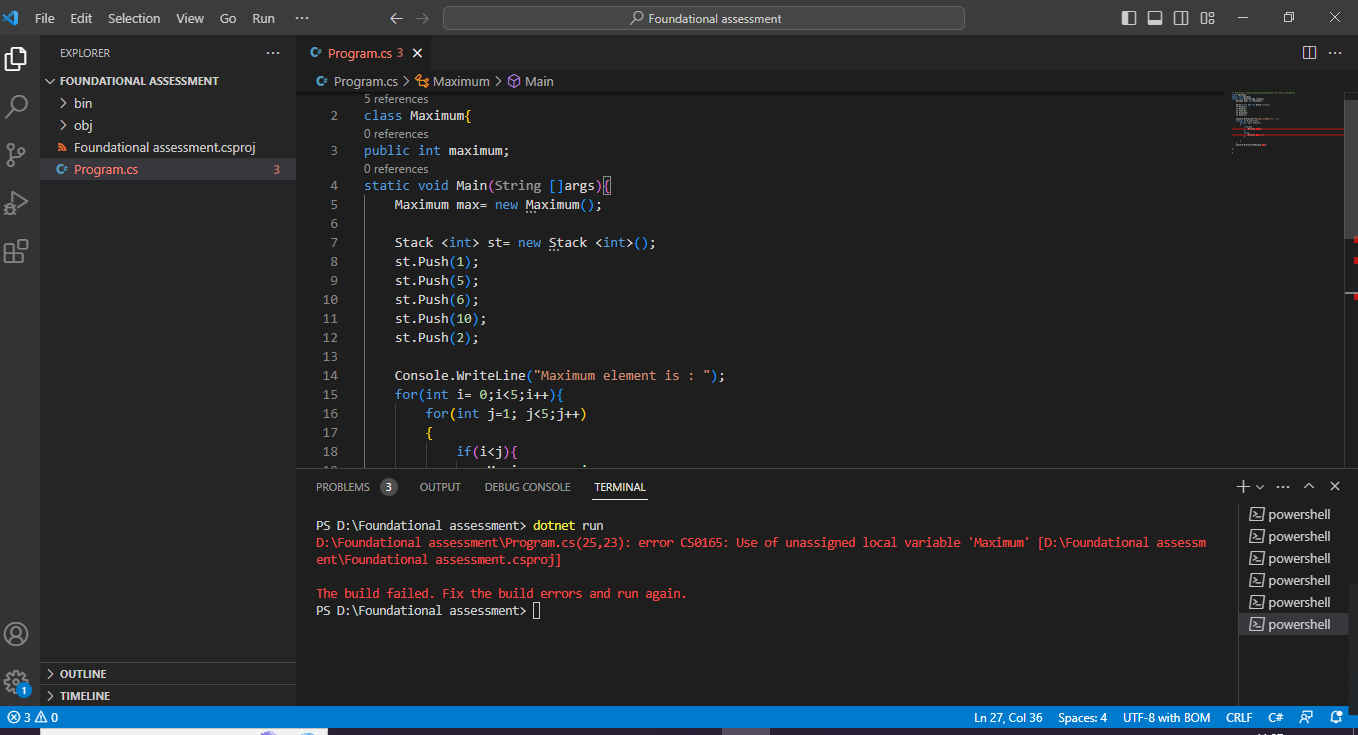 File Edit Selection View Go Run ···
Foundational assessment
EXPLORER
FOUNDATIONAL ASSESSMENT
bin
obj
Foundational assessment.csproj
C# Program.cs 3
C# Program.cs 3
C# Program.cs > Maximum > Main
5 references
2 class Maximum{
0 references
3 public int maximum;
0 references
4 static void Main(String []args){
5 Maximum max= new Maximum();
6
7 Stack <int> st= new Stack <int>();
8 st.Push(1);
9 st.Push(5);
10 st.Push(6);
11 st.Push(10);
12 st.Push(2);
13
14 Console.WriteLine("Maximum element is : ");
15 for(int i= 0;i<5;i++){
16 for(int j=1; j<5;j++)
17 {
18 if(i<j){
PROBLEMS 3 OUTPUT DEBUG CONSOLE TERMINAL
PS D:\Foundational assessment> dotnet run
D:\Foundational assessment\Program.cs(25,23): error CS0165: Use of unassigned local variable 'Maximum' [D:\Foundational assessm
ent\Foundational assessment.csproj]
The build failed. Fix the build errors and run again.
PS D:\Foundational assessment>
powershell
powershell
powershell
powershell
powershell
powershell
OUTLINE
TIMELINE
1
3 0
Ln 27, Col 36 Spaces: 4 UTF-8 with BOM CRLF C#